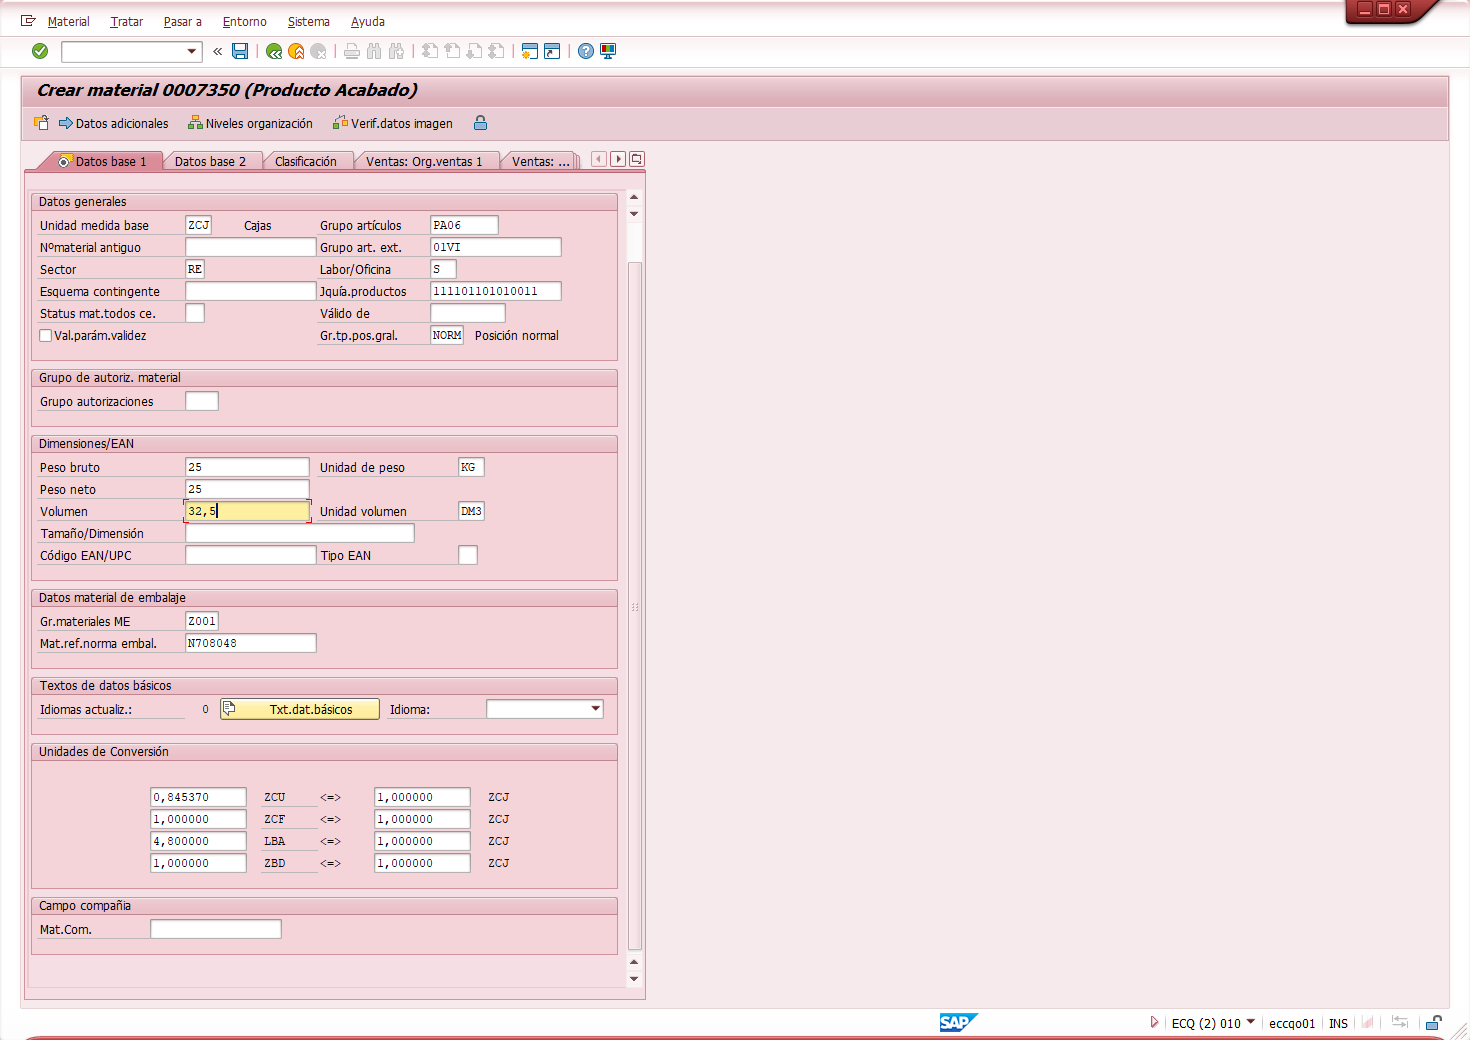 Material Tratar Pasar a Entorno Sistema Ayuda
«
Crear material 0007350 (Producto Acabado)
Datos adicionales Niveles organización Verif.datos imagen
Datos base 1 Datos base 2 Clasificación Ventas: Org.ventas 1 Ventas: ...
Datos generales
Unidad medida base ZCJ Cajas Grupo artículos PA06
Nºmaterial antiguo Grupo art. ext. 01VI
Sector RE Labor/Oficina S
Esquema contingente Jquía.productos 111101101010011
Status mat.todos ce. Válido de
Val.parám.validez Gr.tp.pos.gral. NORM Posición normal
Grupo de autoriz. material
Grupo autorizaciones
Dimensiones/EAN
Peso bruto 25 Unidad de peso KG
Peso neto 25
Volumen 32,5 Unidad volumen DM3
Tamaño/Dimensión
Código EAN/UPC Tipo EAN
Datos material de embalaje
Gr.materiales ME Z001
Mat.ref.norma embal. N708048
Textos de datos básicos
Idiomas actualiz.: 0 Txt.dat.básicos Idioma:
Unidades de Conversión
0,845370 ZCU <=> 1,000000 ZCJ
1,000000 ZCF <=> 1,000000 ZCJ
4,800000 LBA <=> 1,000000 ZCJ
1,000000 ZBD <=> 1,000000 ZCJ
Campo compañia
Mat.Com.
SAP ECQ (2) 010 eccqo01 INS